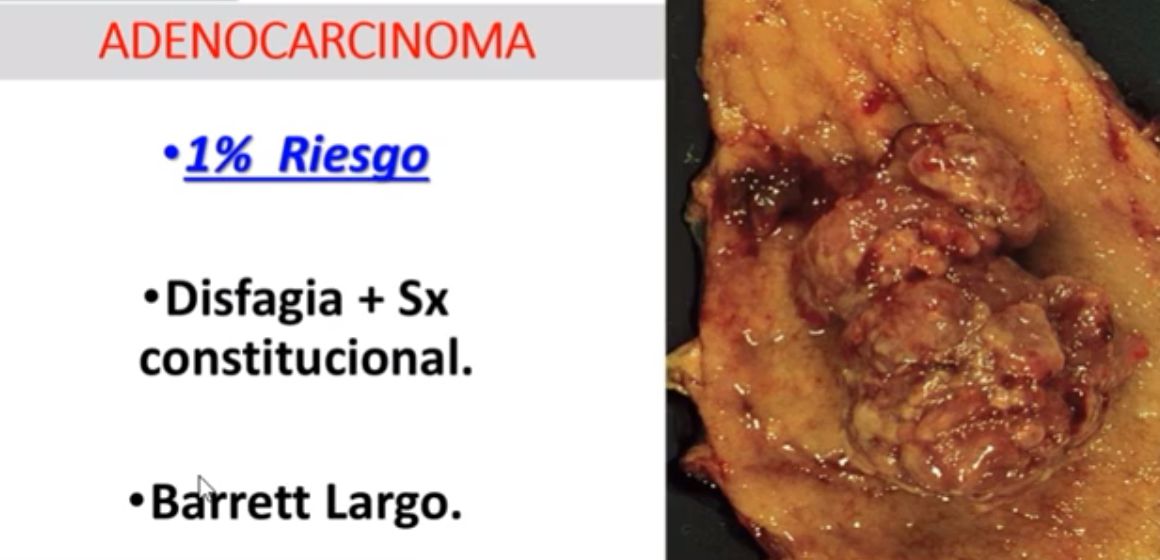 ADENOCARCINOMA
•1% Riesgo
•Disfagia + Sx
constitucional.
•Barrett Largo.